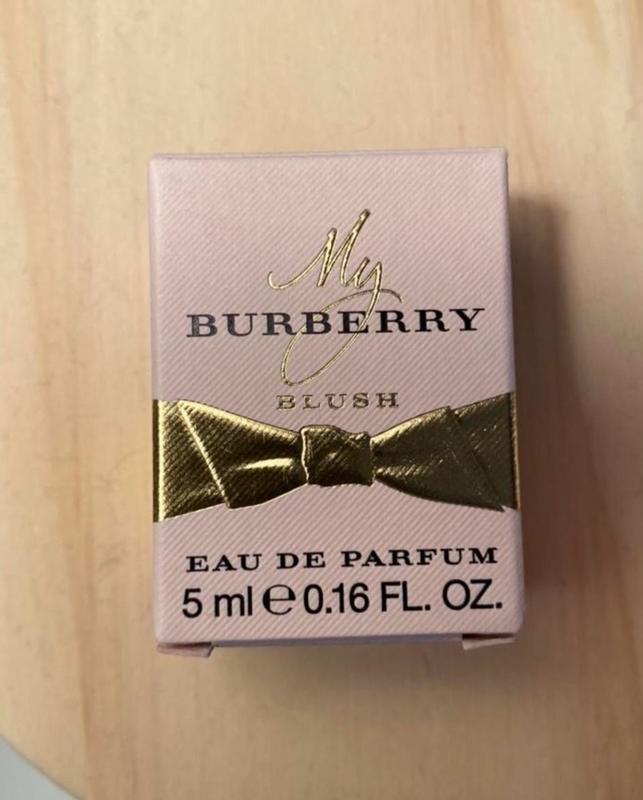 My
BURBERRY
BLUSH
EAU DE PARFUM
5 ml ℮ 0.16 FL. OZ.